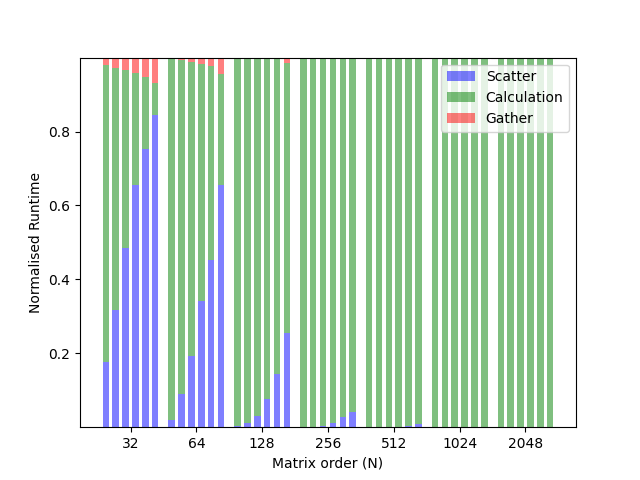 Scatter
Calculation
Gather
Normalised Runtime
0.8
0.6
0.4
0.2
32 64 128 256 512 1024 2048
Matrix order (N)